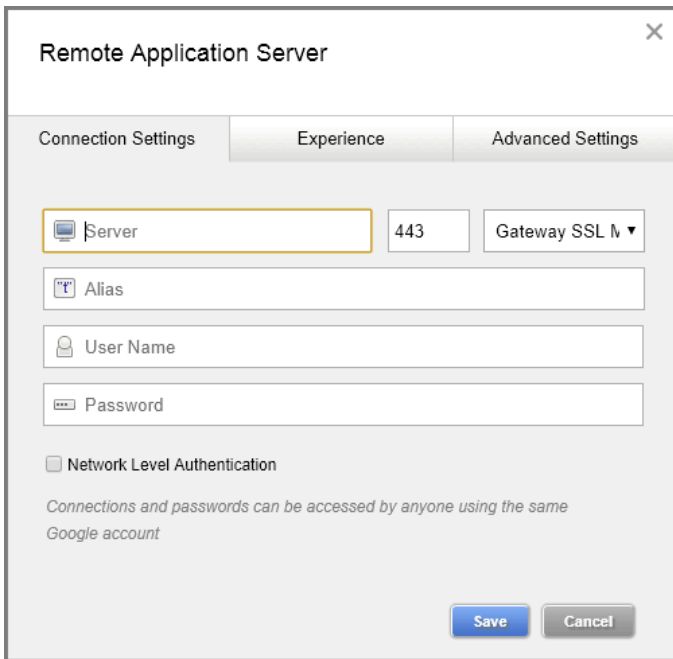 Remote Application Server
Connection Settings Experience Advanced Settings
Server 443 Gateway SSL M
"t" Alias
User Name
Password
Network Level Authentication
Connections and passwords can be accessed by anyone using the same
Google account
Save Cancel